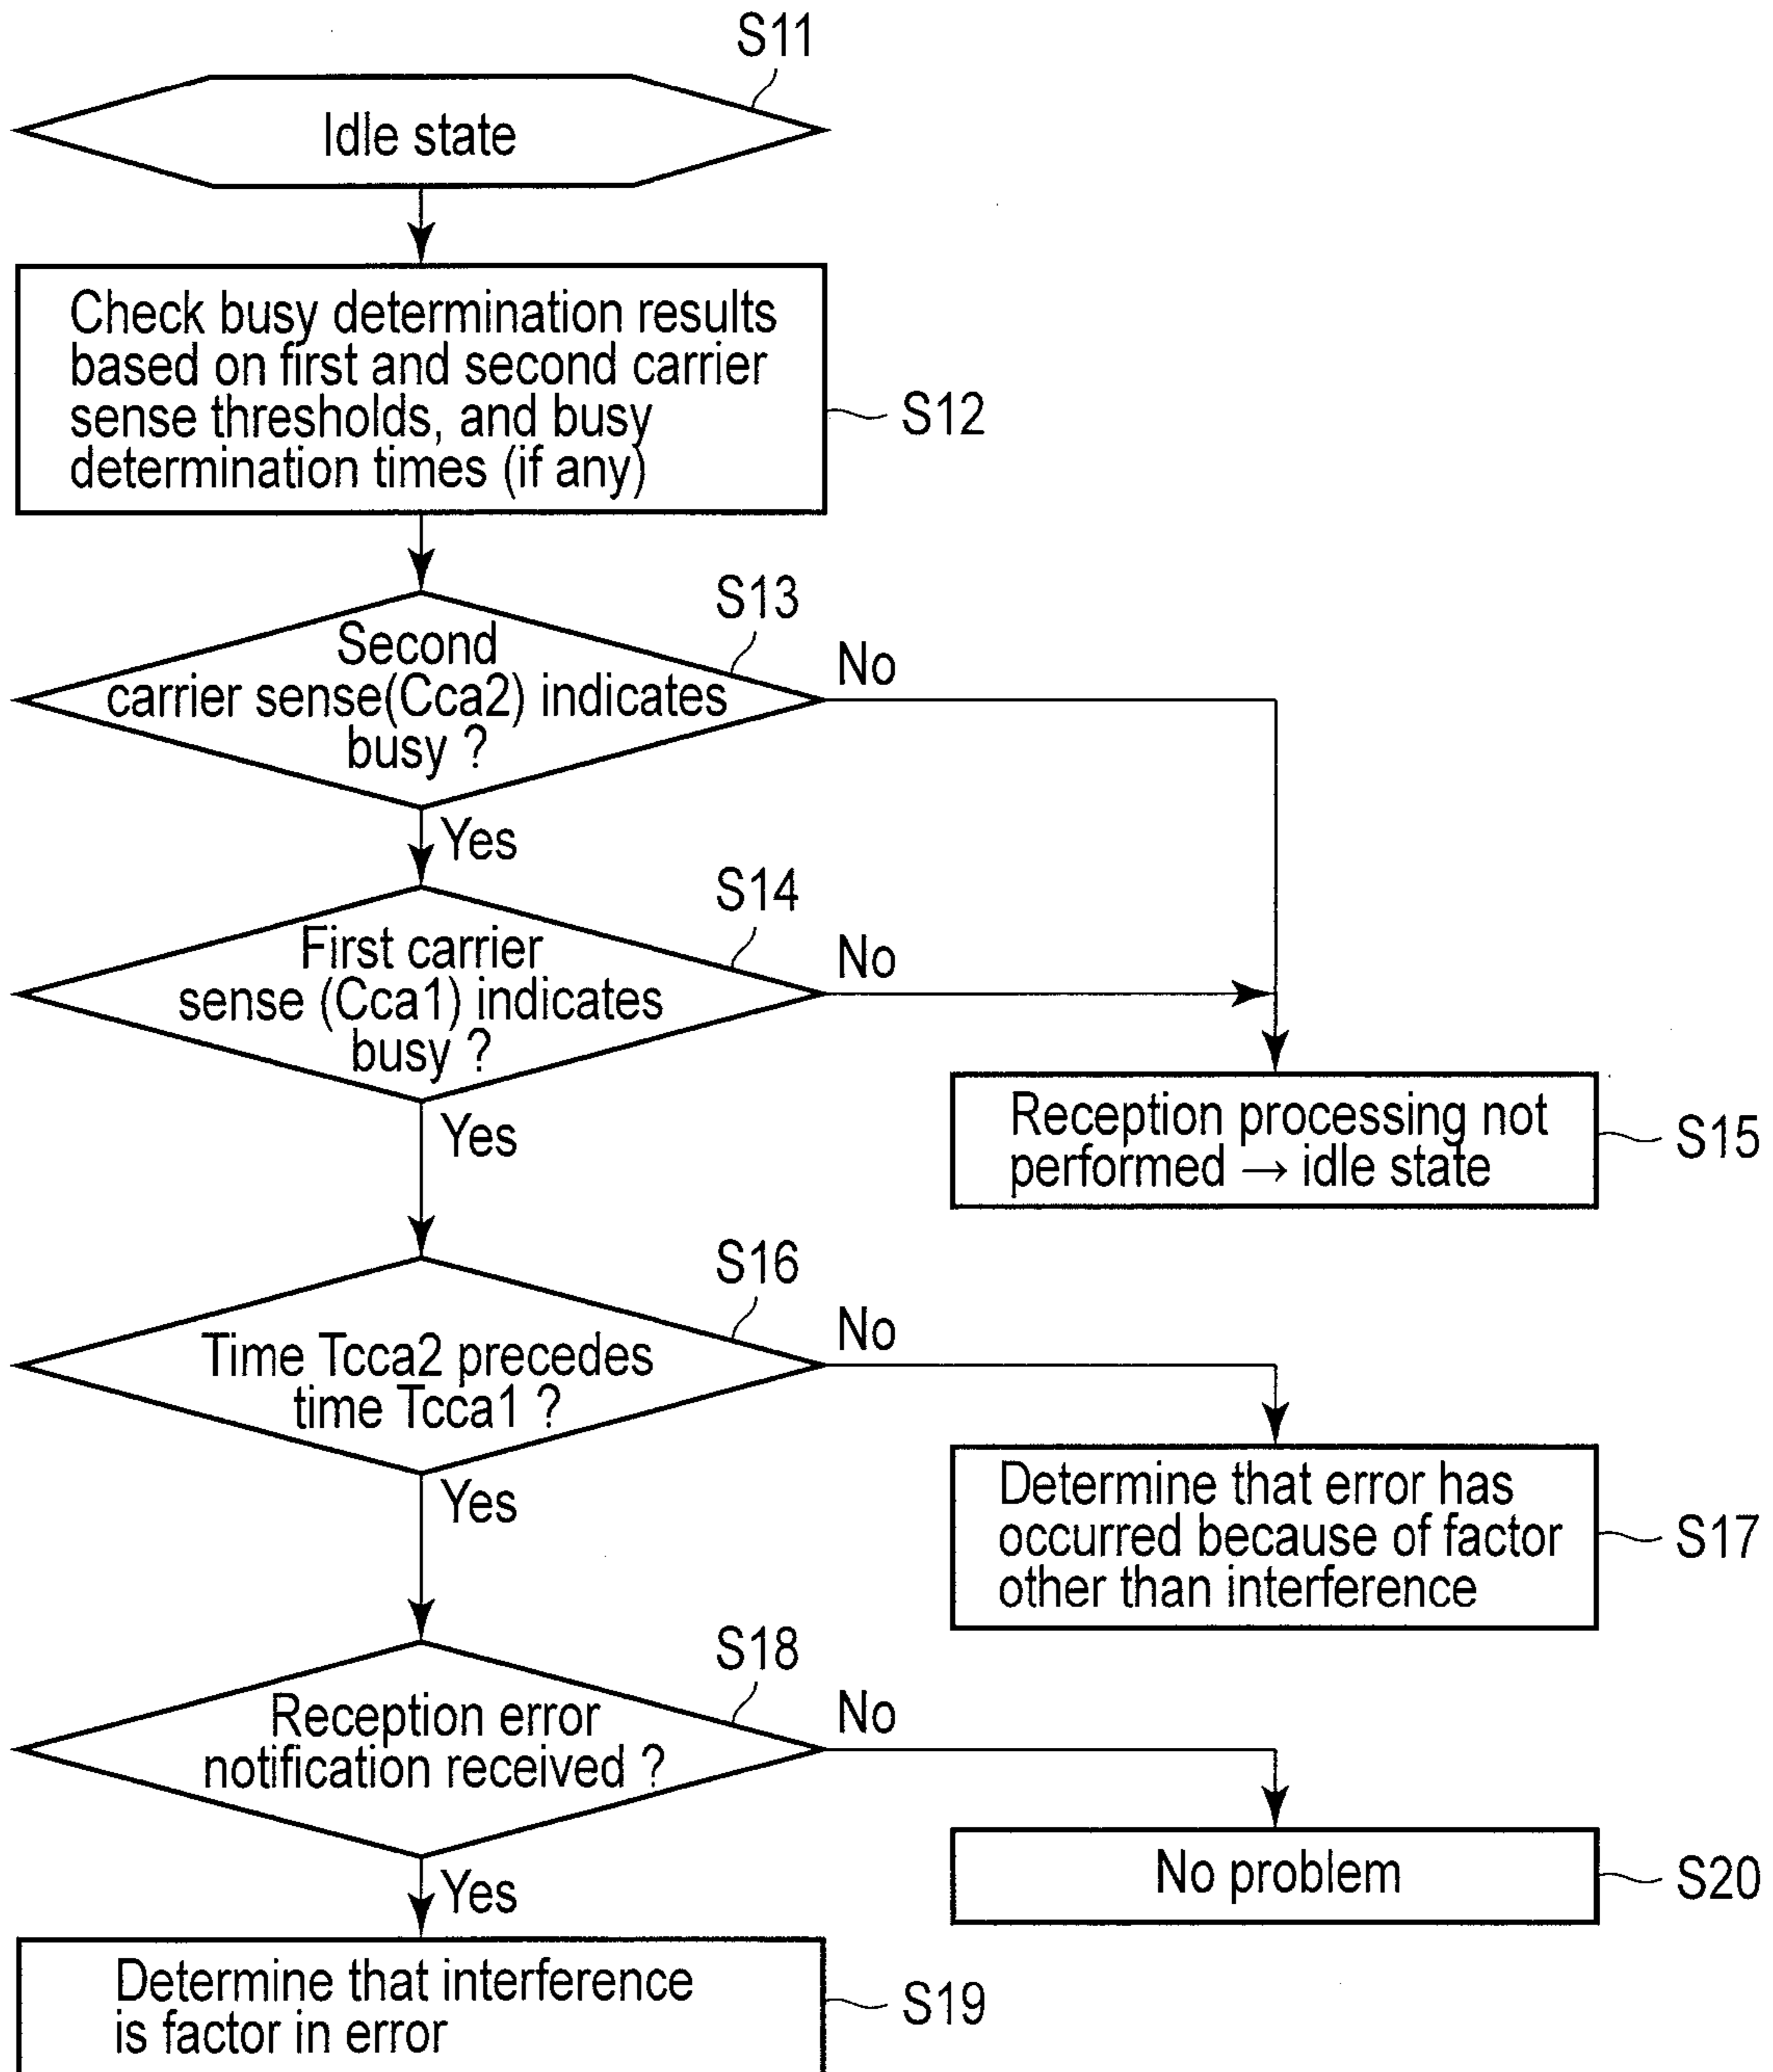 S11
Idle state
Check busy determination results
based on first and second carrier
sense thresholds, and busy
determination times (if any)
S12
S13
Second
carrier sense(Cca2) indicates
busy ?
No
Yes
S14
First carrier
sense (Cca1) indicates
busy ?
No
Yes
Reception processing not
performed → idle state
S15
S16
Time Tcca2 precedes
time Tcca1 ?
No
Yes
Determine that error has
occurred because of factor
other than interference
S17
S18
Reception error
notification received ?
No
Yes
No problem
S20
Determine that interference
is factor in error
S19